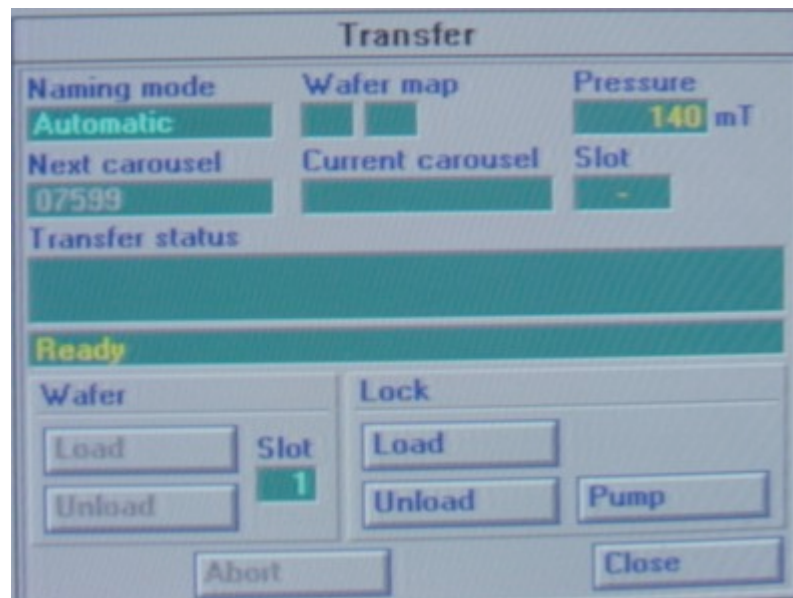 Transfer
Naming mode Wafer map Pressure
Automatic 140 mT
Next carousel Current carousel Slot
07599 -
Transfer status
Ready
Wafer Lock
Load Slot Load
Unload 1 Unload Pump
Abort Close